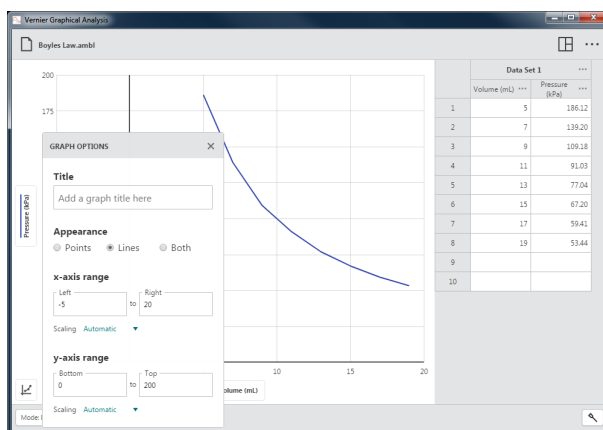 Vernier Graphical Analysis
Boyles Law.ambl
200
175
Pressure (kPa)
10
15
20
olume (mL)
GRAPH OPTIONS
Title
Add a graph title here
Appearance
Points Lines Both
x-axis range
Left Right
-5 to 20
Scaling Automatic
y-axis range
Bottom Top
0 to 200
Scaling Automatic
Mode:
Data Set 1
Volume (mL) Pressure (kPa)
1 5 186.12
2 7 139.20
3 9 109.18
4 11 91.03
5 13 77.04
6 15 67.20
7 17 59.41
8 19 53.44
9
10